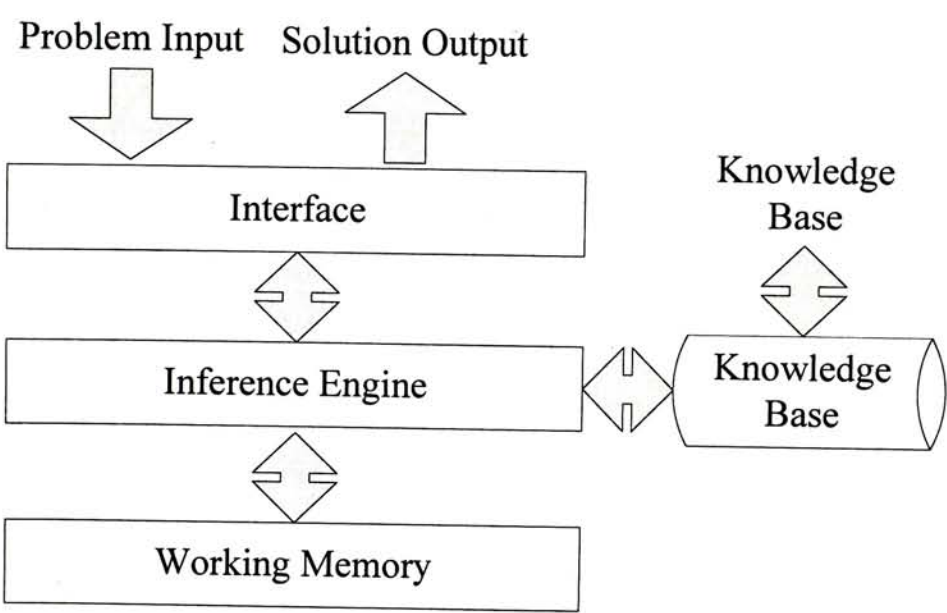 Problem Input
Solution Output
Interface
Knowledge
Base
Inference Engine
Knowledge
Base
Working Memory